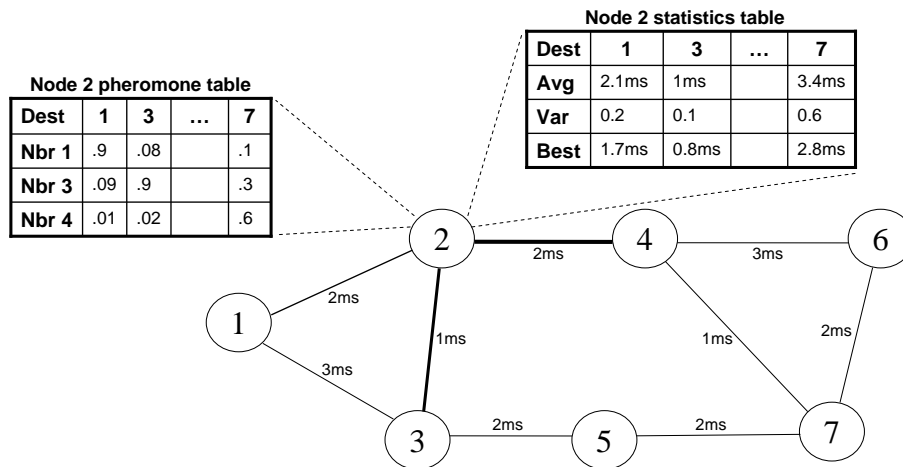 Node 2 statistics table
Dest 1 3 ... 7
Avg 2.1ms 1ms 3.4ms
Var 0.2 0.1 0.6
Best 1.7ms 0.8ms 2.8ms
Node 2 pheromone table
Dest 1 3 ... 7
Nbr 1 .9 .08 .1
Nbr 3 .09 .9 .3
Nbr 4 .01 .02 .6
2 4 6
2ms 3ms
2ms
1
1ms 1ms 2ms
3ms
3 2ms 5 2ms 7